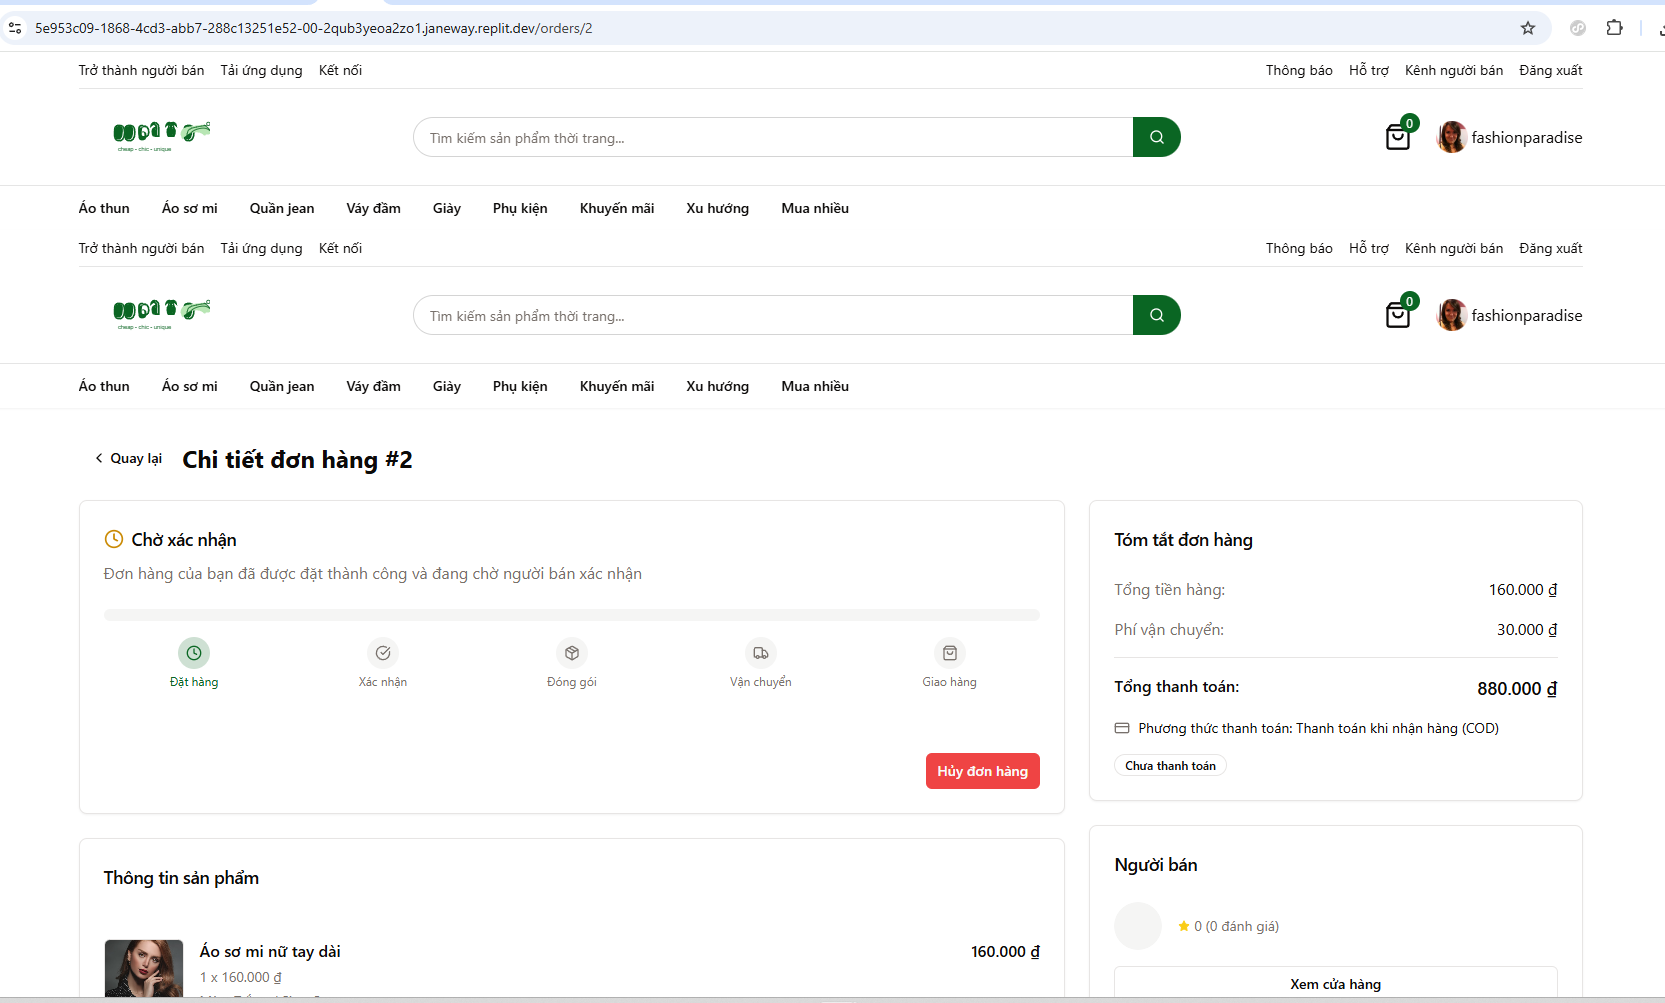 5e953c09-1868-4cd3-abb7-288c13251e52-00-2qub3yeoa2zo1.janeway.replit.dev/orders/2
Trở thành người bán Tải ứng dụng Kết nối Thông báo Hỗ trợ Kênh người bán Đăng xuất
cheap - chic - unique
Tìm kiếm sản phẩm thời trang...
0
fashionparadise
Áo thun Áo sơ mi Quần jean Váy đầm Giày Phụ kiện Khuyến mãi Xu hướng Mua nhiều
Trở thành người bán Tải ứng dụng Kết nối Thông báo Hỗ trợ Kênh người bán Đăng xuất
cheap - chic - unique
Tìm kiếm sản phẩm thời trang...
0
fashionparadise
Áo thun Áo sơ mi Quần jean Váy đầm Giày Phụ kiện Khuyến mãi Xu hướng Mua nhiều
Quay lại
Chi tiết đơn hàng #2
Chờ xác nhận
Đơn hàng của bạn đã được đặt thành công và đang chờ người bán xác nhận
Đặt hàng Xác nhận Đóng gói Vận chuyển Giao hàng
Hủy đơn hàng
Thông tin sản phẩm
Áo sơ mi nữ tay dài 160.000 ₫
1 x 160.000 ₫
Tóm tắt đơn hàng
Tổng tiền hàng: 160.000 ₫
Phí vận chuyển: 30.000 ₫
Tổng thanh toán: 880.000 ₫
Phương thức thanh toán: Thanh toán khi nhận hàng (COD)
Chưa thanh toán
Người bán
0 (0 đánh giá)
Xem cửa hàng